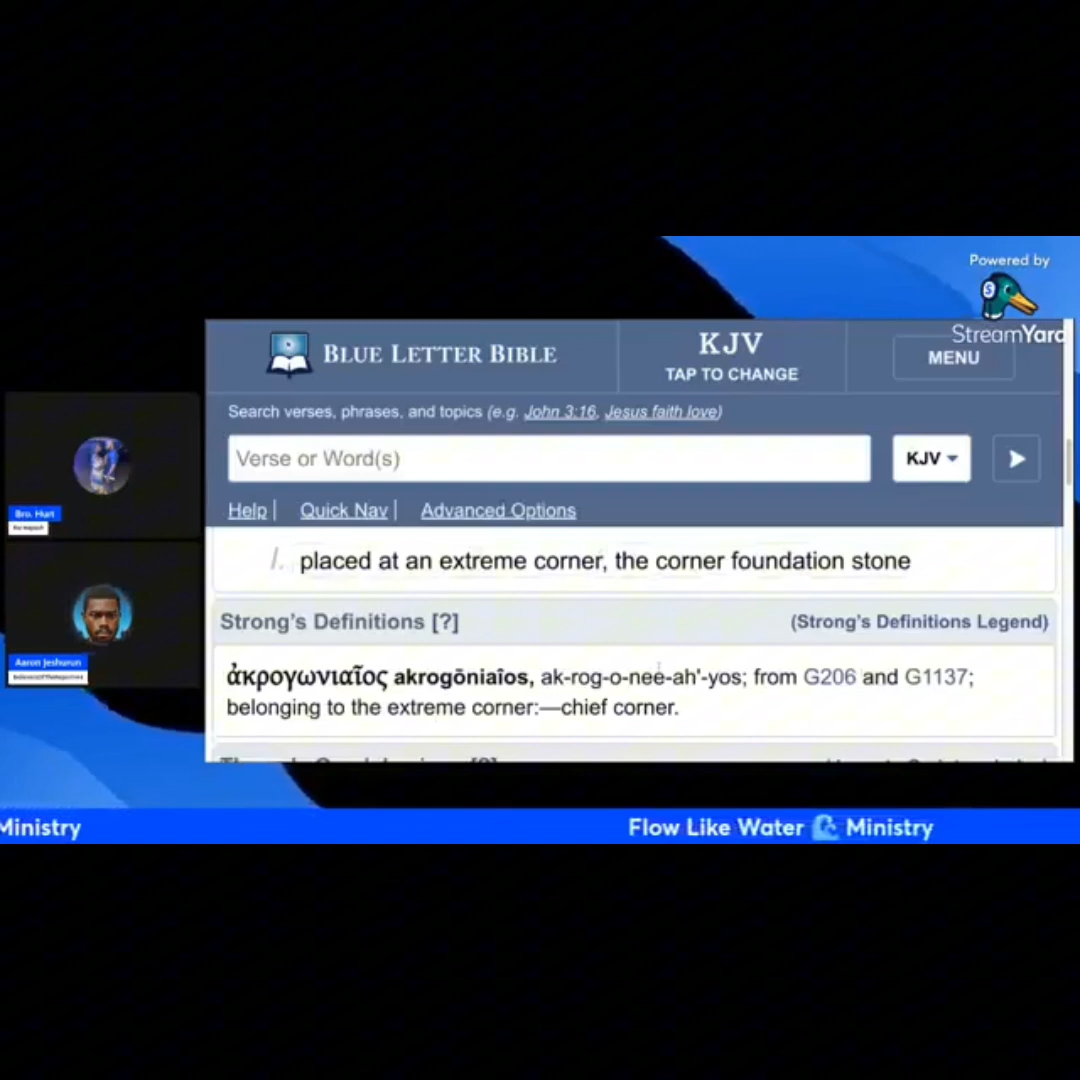 Powered by
StreamYard
BLUE LETTER BIBLE
KJV
TAP TO CHANGE
MENU
Search verses, phrases, and topics (e.g. John 3:16, Jesus faith love)
Verse or Word(s)
KJV
Help | Quick Nav | Advanced Options
Bro. Hurt
placed at an extreme corner, the corner foundation stone
Strong's Definitions [?] (Strong's Definitions Legend)
ἀκρογωνιαῖος akrogōniaîos, ak-rog-o-nee-ah'-yos; from G206 and G1137;
belonging to the extreme corner:—chief corner.
Aaron Jeshurun
Ministry Flow Like Water 🌊 Ministry